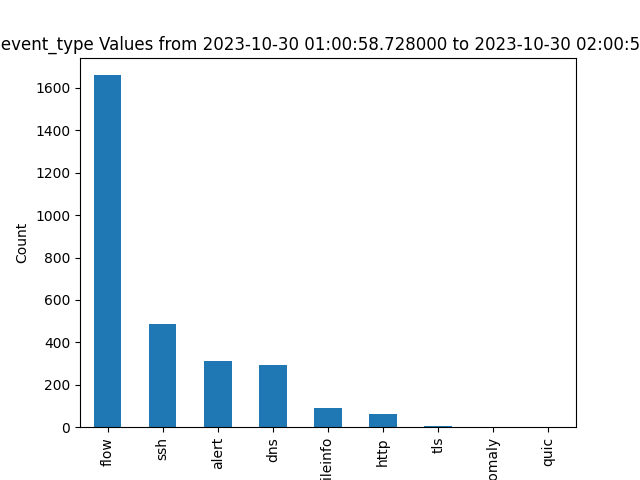 event_type Values from 2023-10-30 01:00:58.728000 to 2023-10-30 02:00:5
1600
1400
1200
1000
800
600
400
200
0
Count
flow
ssh
alert
dns
ileinfo
http
tls
omaly
quic